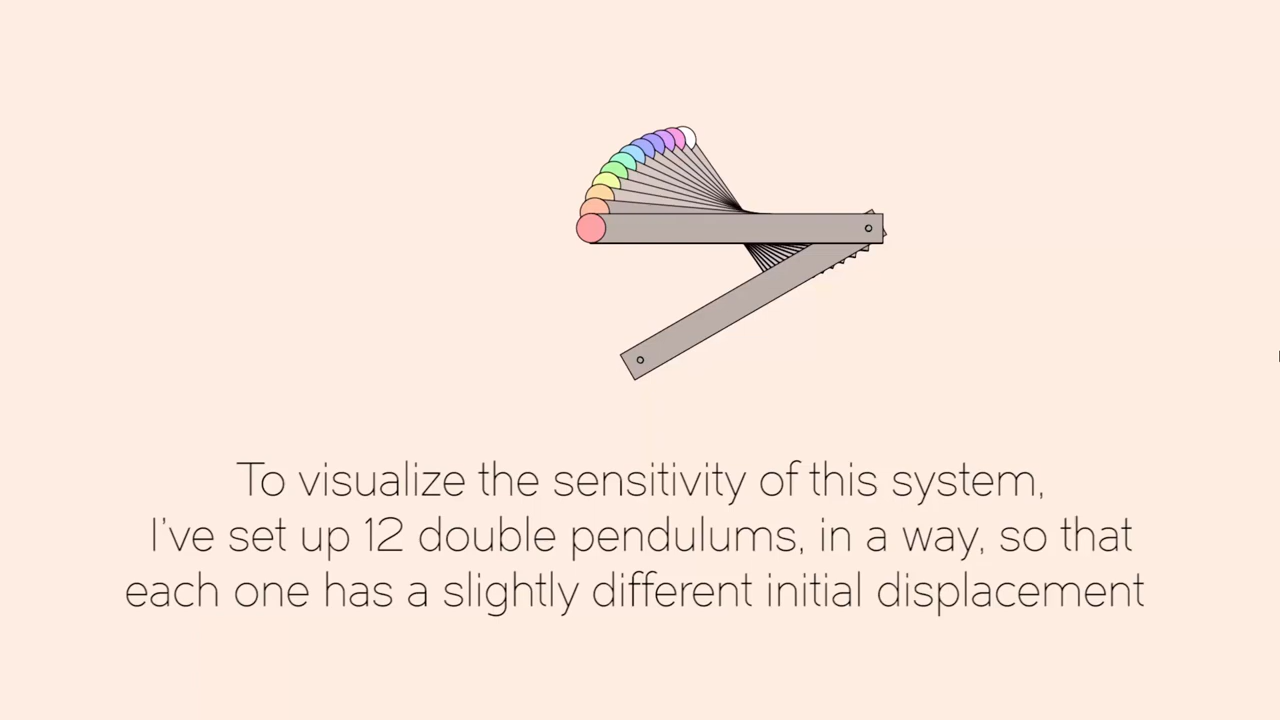 To visualize the sensitivity of this system,
I've set up 12 double pendulums, in a way, so that
each one has a slightly different initial displacement